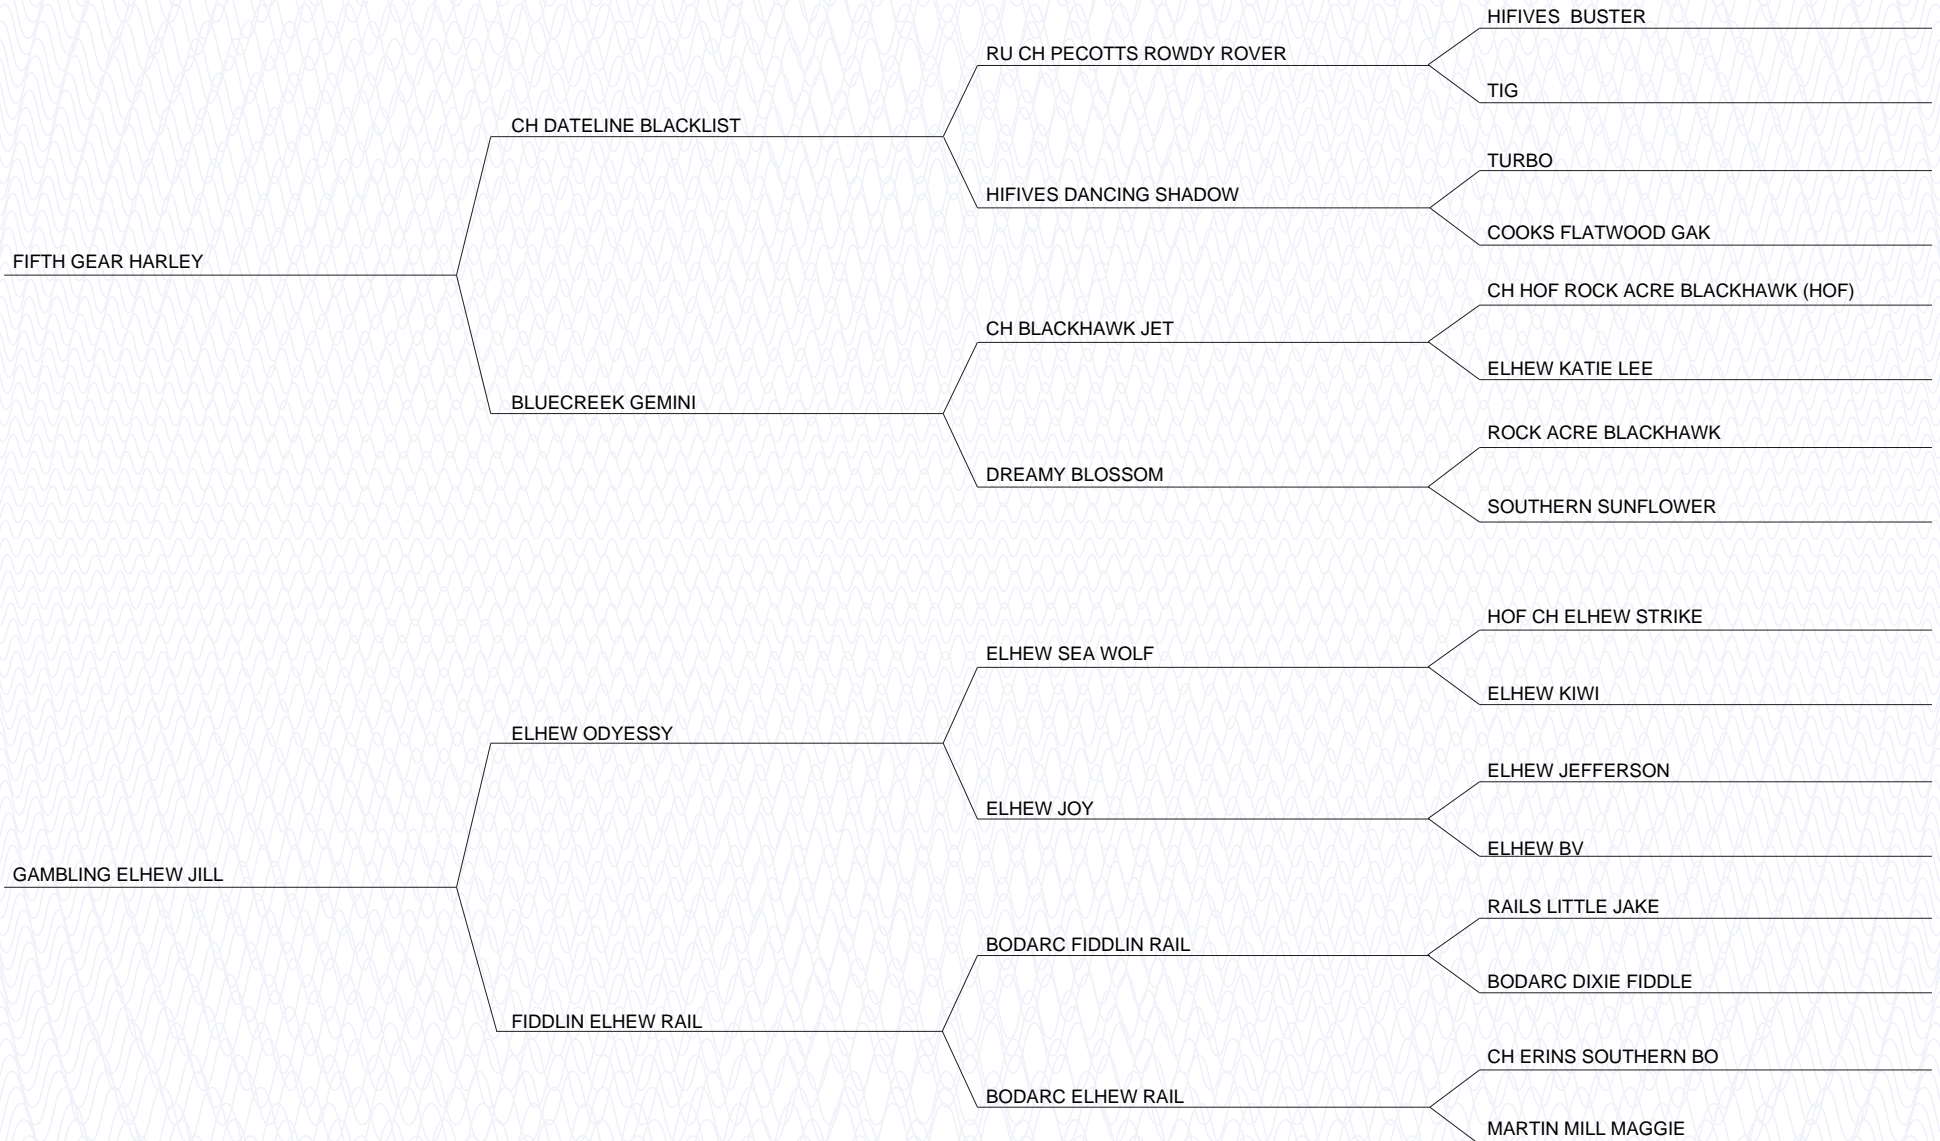 HIFIVES BUSTER
RU CH PECOTTS ROWDY ROVER
TIG
CH DATELINE BLACKLIST
TURBO
HIFIVES DANCING SHADOW
COOKS FLATWOOD GAK
FIFTH GEAR HARLEY
CH HOF ROCK ACRE BLACKHAWK (HOF)
CH BLACKHAWK JET
ELHEW KATIE LEE
BLUECREEK GEMINI
ROCK ACRE BLACKHAWK
DREAMY BLOSSOM
SOUTHERN SUNFLOWER
HOF CH ELHEW STRIKE
ELHEW SEA WOLF
ELHEW KIWI
ELHEW ODYESSY
ELHEW JEFFERSON
ELHEW JOY
ELHEW BV
GAMBLING ELHEW JILL
RAILS LITTLE JAKE
BODARC FIDDLIN RAIL
BODARC DIXIE FIDDLE
FIDDLIN ELHEW RAIL
CH ERINS SOUTHERN BO
BODARC ELHEW RAIL
MARTIN MILL MAGGIE